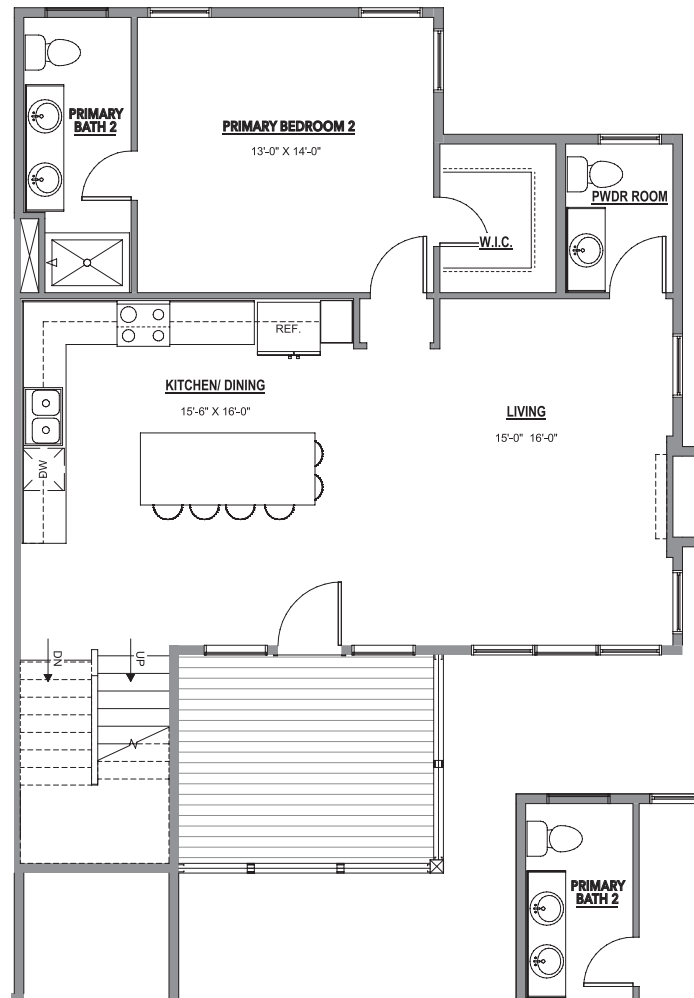 PRIMARY
BATH 2
PRIMARY BEDROOM 2
13'-0" X 14'-0"
PWDR ROOM
W.I.C.
REF.
KITCHEN/ DINING
15'-6" X 16'-0"
LIVING
15'-0" 16'-0"
DW
DN
UP
PRIMARY
BATH 2